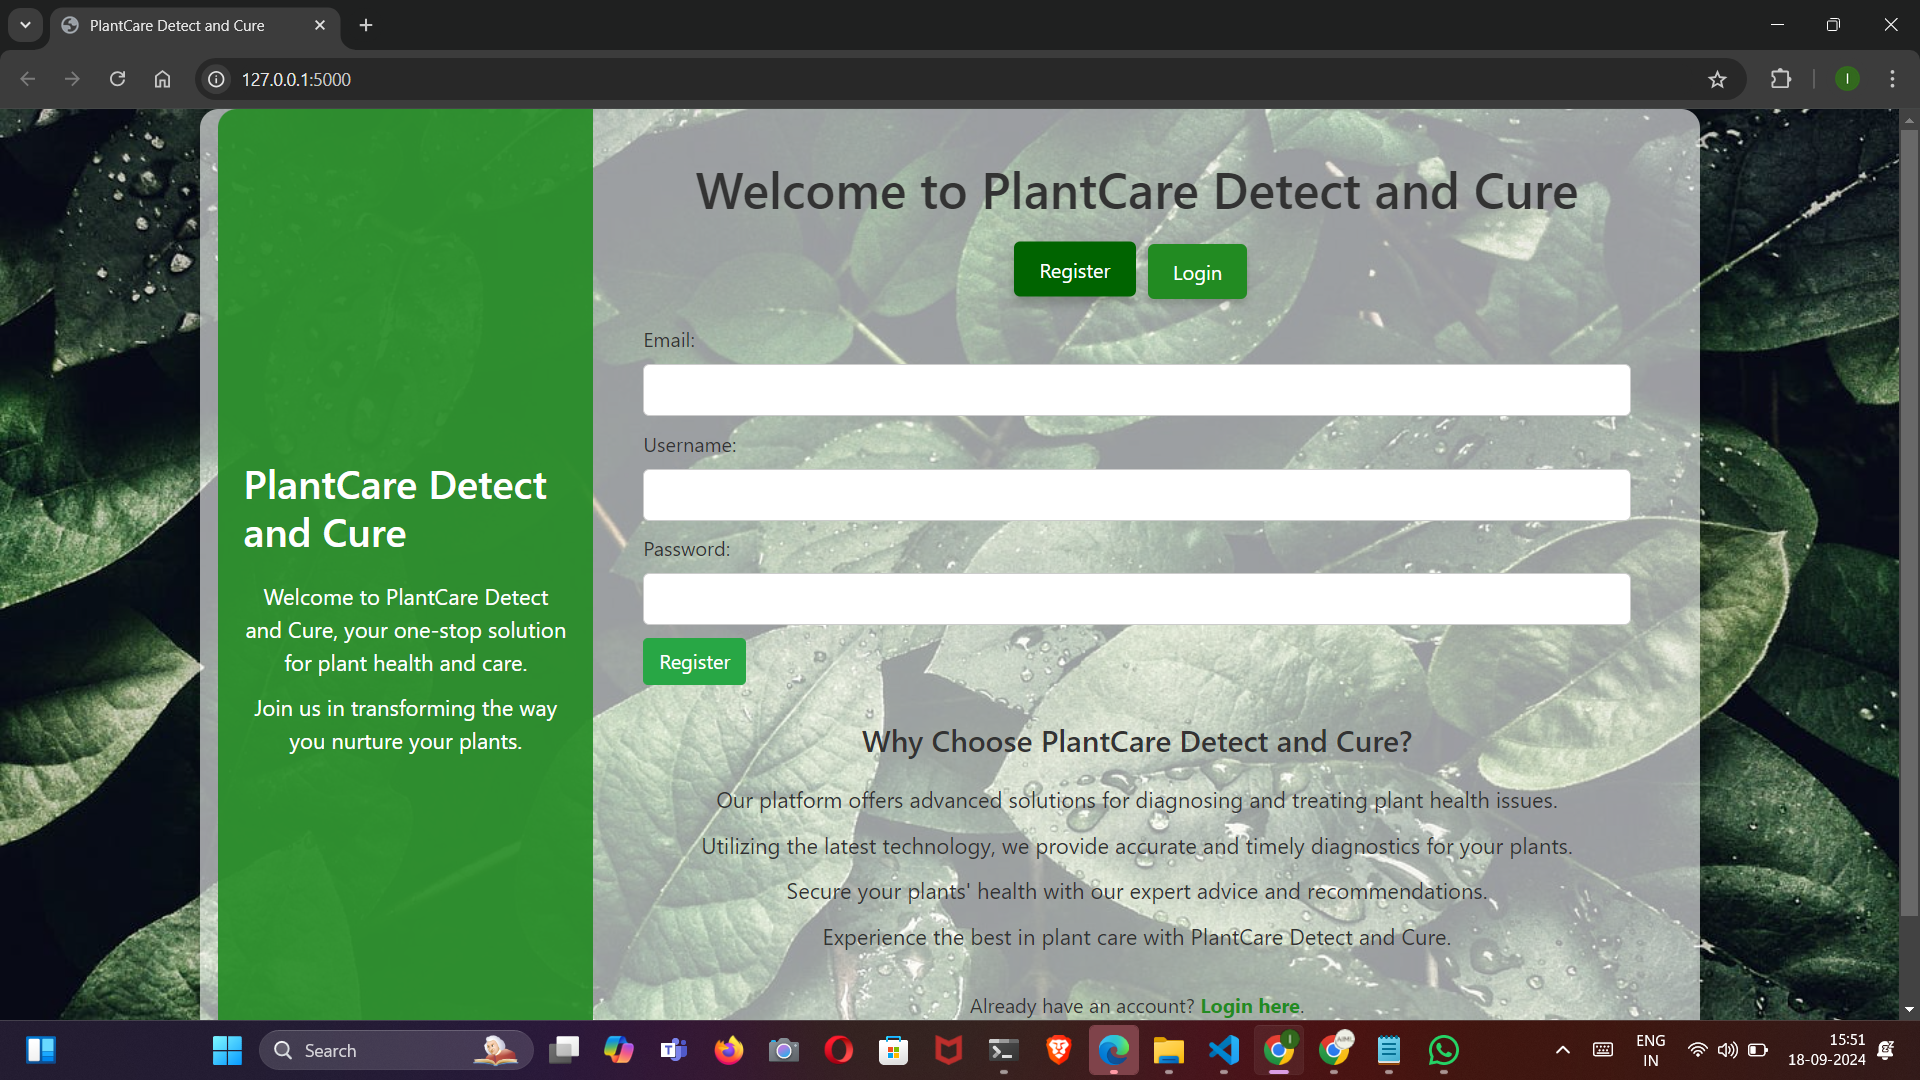 PlantCare Detect and Cure
127.0.0.1:5000
I
PlantCare Detect
and Cure
Welcome to PlantCare Detect
and Cure, your one-stop solution
for plant health and care.
Join us in transforming the way
you nurture your plants.
Welcome to PlantCare Detect and Cure
Register
Login
Email:
Username:
Password:
Register
Why Choose PlantCare Detect and Cure?
Our platform offers advanced solutions for diagnosing and treating plant health issues.
Utilizing the latest technology, we provide accurate and timely diagnostics for your plants.
Secure your plants' health with our expert advice and recommendations.
Experience the best in plant care with PlantCare Detect and Cure.
Already have an account? Login here.
Search
ENG
IN
15:51
18-09-2024